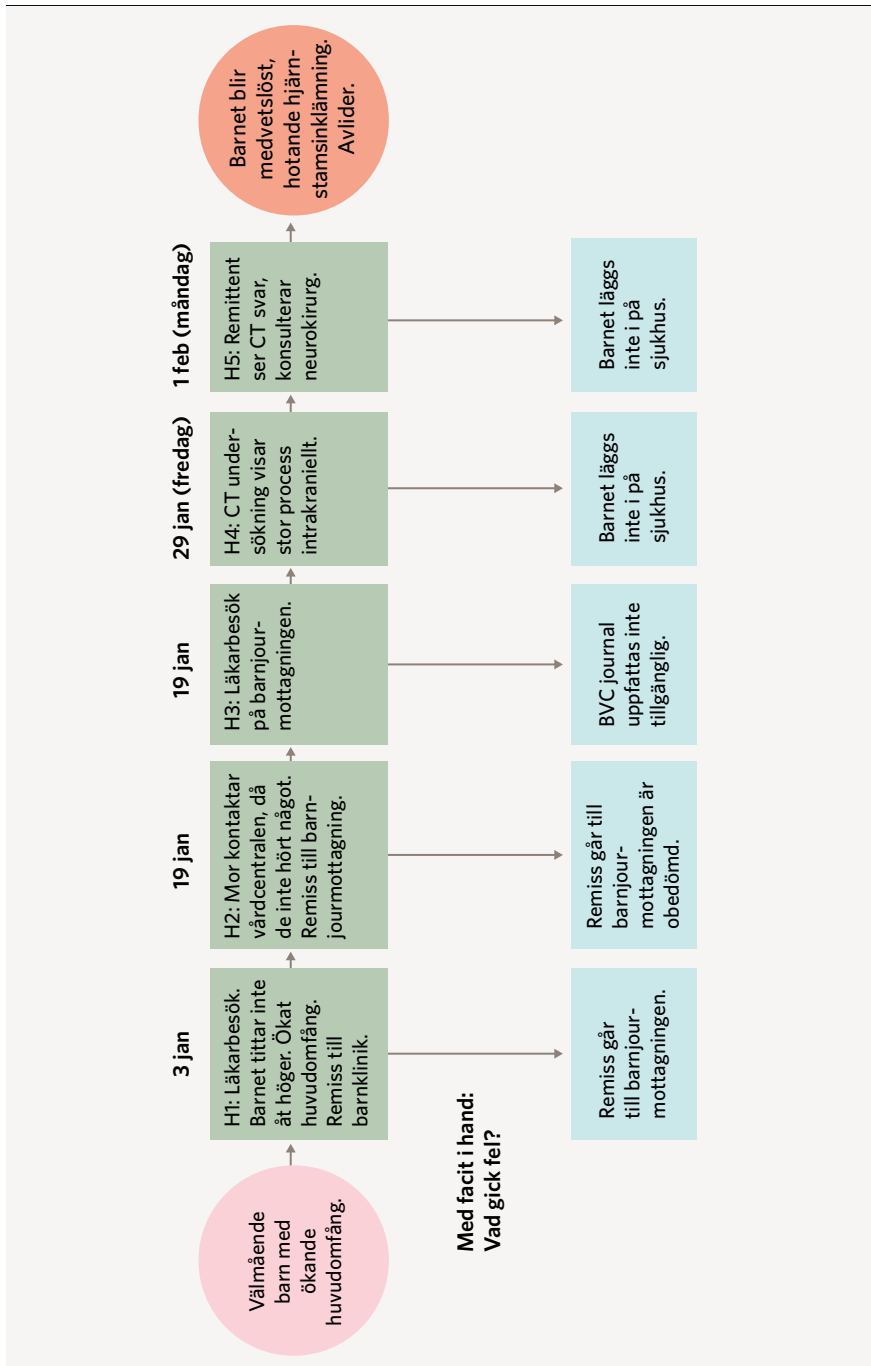 Välmående
barn med
ökande
huvudomfång.
3 jan
H1: Läkarbesök.
Barnet tittar inte
åt höger. Ökat
huvudomfång.
Remiss till
barnklinik.
19 jan
H2: Mor kontaktar
vårdcentralen, då
de inte hört något.
Remiss till barn-
jourmottagning.
19 jan
H3: Läkarbesök
på barnjour-
mottagningen.
29 jan (fredag)
H4: CT under-
sökning visar
stor process
intrakraniellt.
1 feb (måndag)
H5: Remittent
ser CT svar,
konsulterar
neurokirurg.
Barnet blir
medvetslöst,
hotande hjärn-
stamsinklämning.
Avlider.
Med facit i hand:
Vad gick fel?
Remiss går
till barnjour-
mottagningen.
Remiss går till
barnjour-
mottagningen är
obedömd.
BVC journal
uppfattas inte
tillgänglig.
Barnet läggs
inte i på
sjukhus.
Barnet läggs
inte i på
sjukhus.